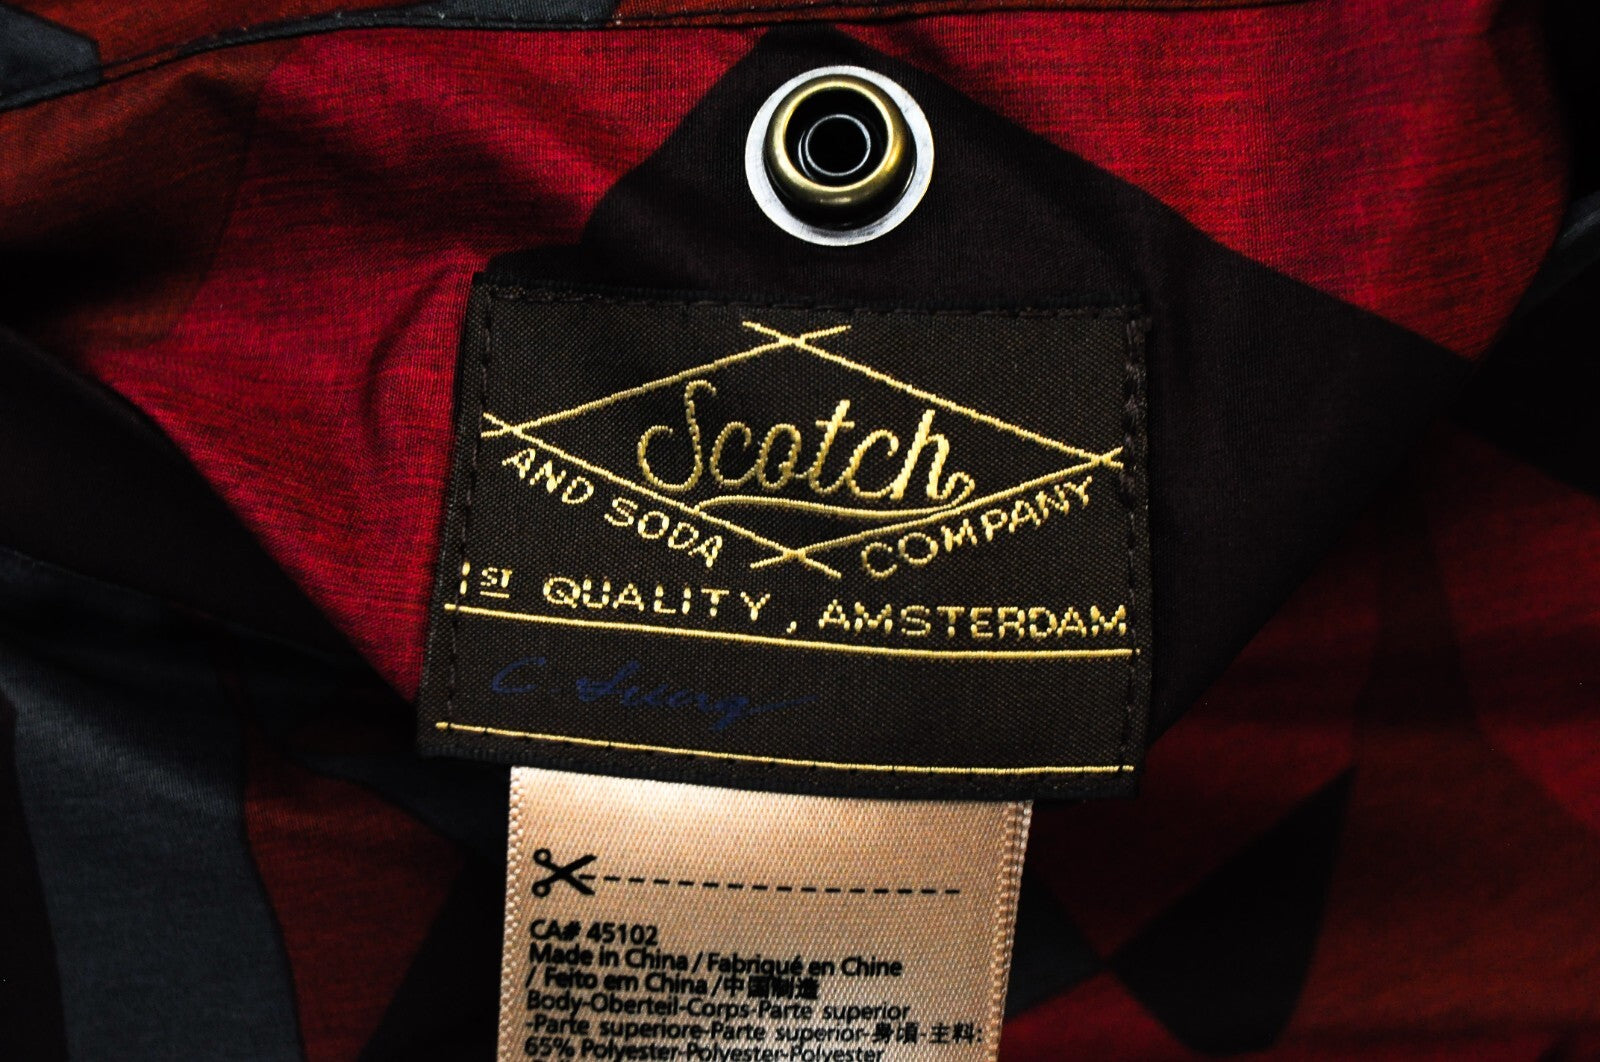 Scotch
AND SODA COMPANY
1ST QUALITY, AMSTERDAM
CA# 45102
Made in China / Fabriqué en Chine
/ Feito em China /中国制造
Body-Oberteil-Corps-Parte superior
-Parte superiore-Parte superior-身頃-主料:
65% Polyester-Polyester-Polyester